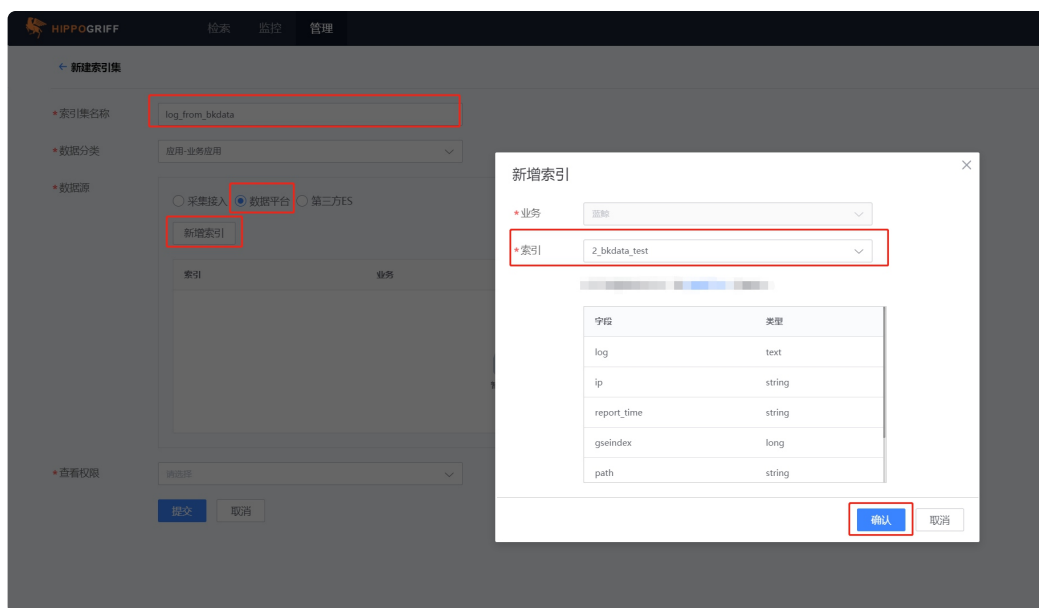 HIPPOGRIFF 检索 监控 管理
← 新建索引集
*索引集名称 log_from_bkdata
*数据分类 应用-业务应用
*数据源 采集接入 数据平台 第三方ES
新增索引
索引 业务
*查看权限 请选择
提交 取消
新增索引
*业务 蓝鲸
*索引 2_bkdata_test
字段 类型
log text
ip string
report_time string
gseindex long
path string
确认 取消